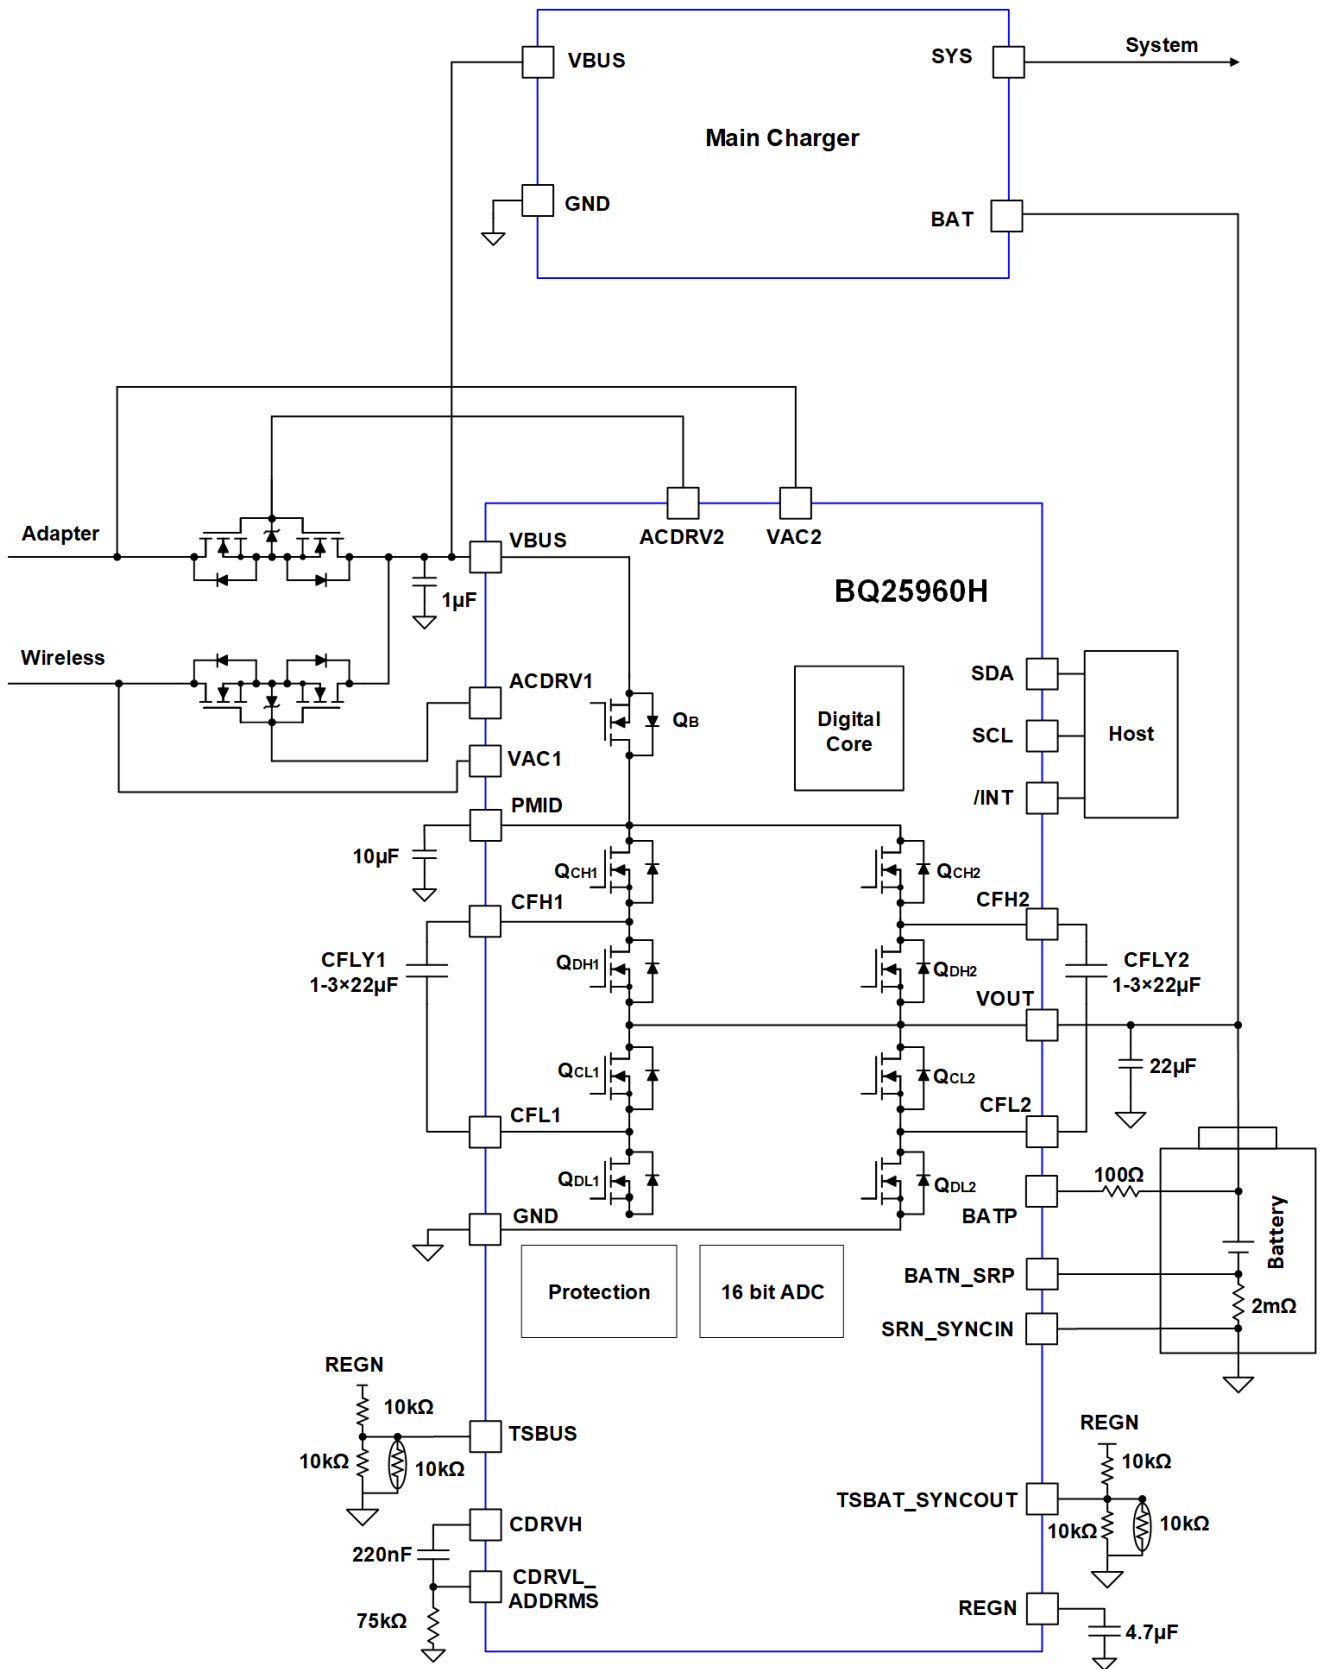 VBUS
SYS
System
Main Charger
GND
BAT
Adapter
VBUS
ACDRV2
VAC2
1µF
BQ25960H
Wireless
ACDRV1
QB
Digital
Core
SDA
SCL
Host
/INT
VAC1
PMID
10µF
QCH1
QCH2
CFH1
CFH2
CFLY1
1-3×22µF
QDH1
QDH2
CFLY2
1-3×22µF
VOUT
QCL1
QCL2
22µF
CFL1
CFL2
QDL1
QDL2
100Ω
BATP
GND
Battery
BATN_SRP
Protection
16 bit ADC
2mΩ
SRN_SYNCIN
REGN
10kΩ
TSBUS
10kΩ
10kΩ
REGN
10kΩ
TSBAT_SYNCOUT
10kΩ
10kΩ
CDRVH
220nF
CDRVL_
ADDRMS
75kΩ
REGN
4.7µF